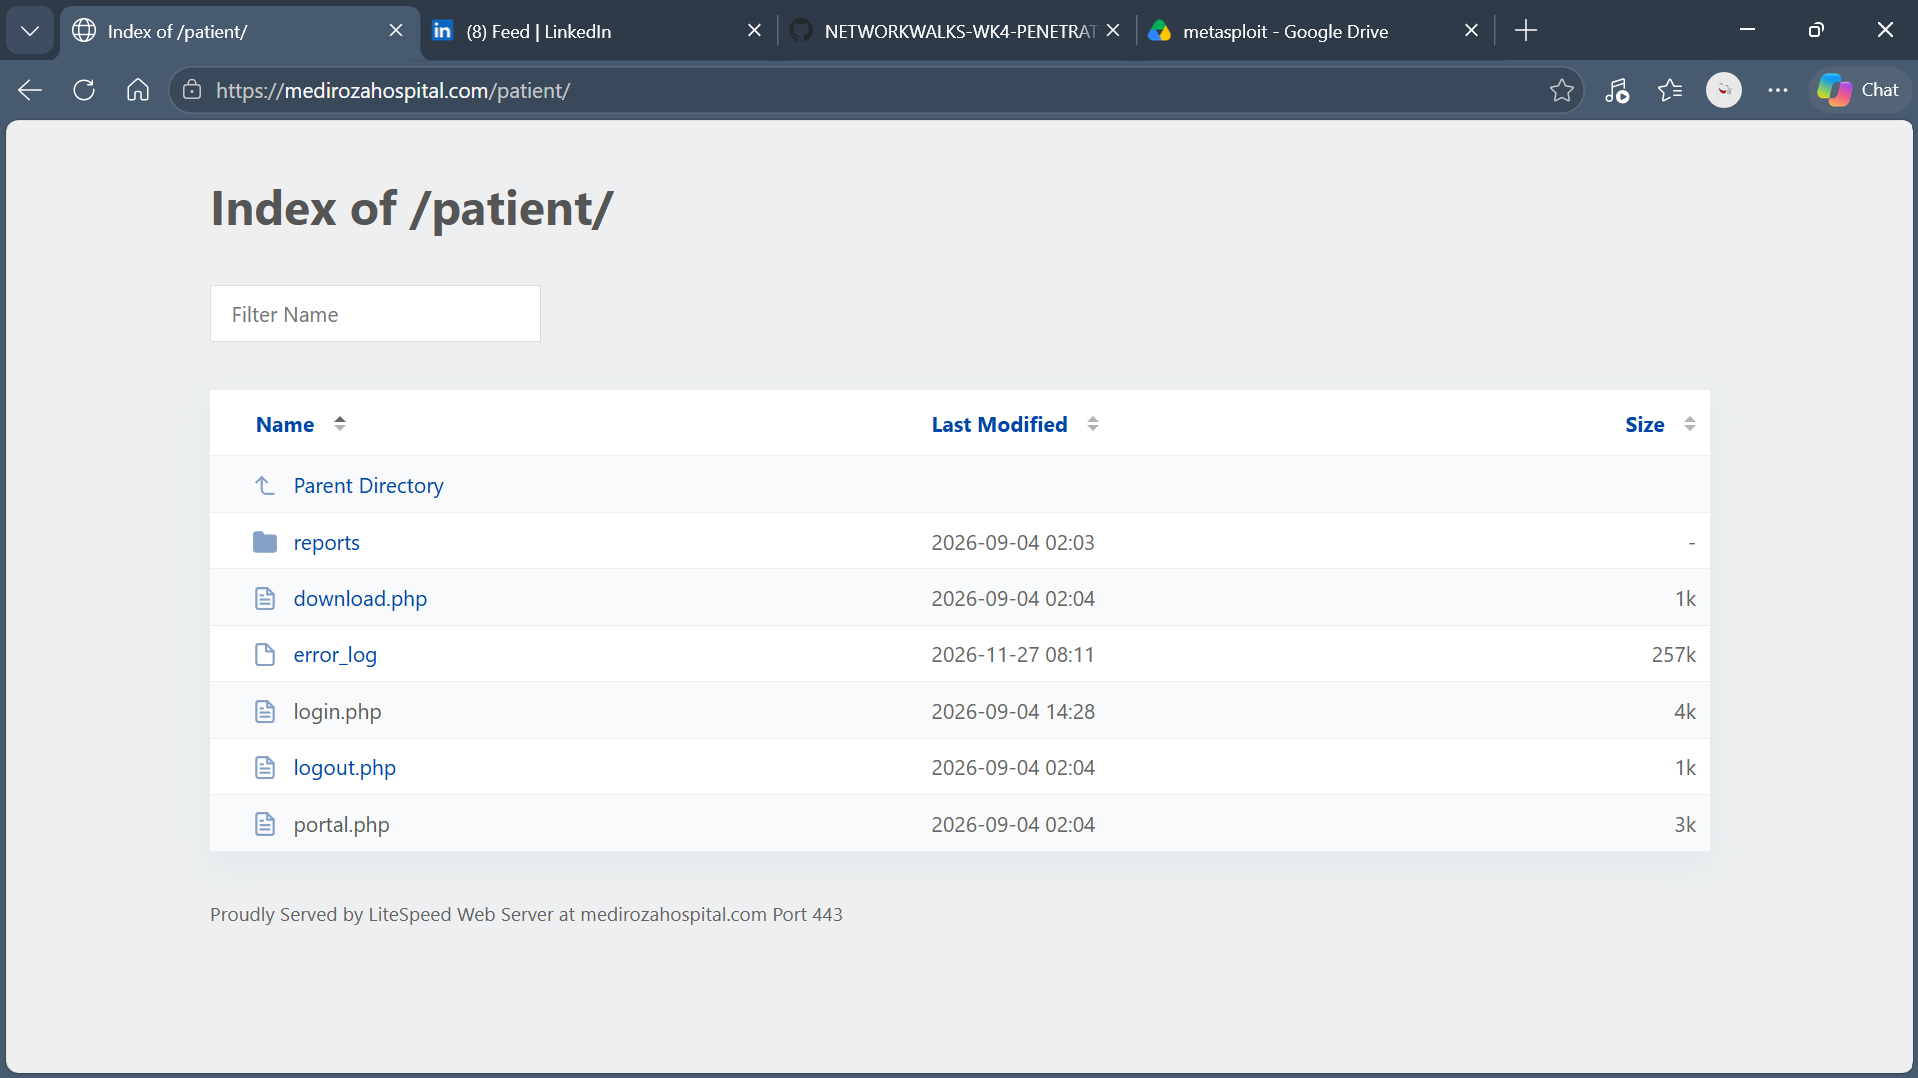 Index of /patient/
(8) Feed | LinkedIn
NETWORKWALKS-WK4-PENETRAT
metasploit - Google Drive
https://medirozahospital.com/patient/
Chat
Index of /patient/
Filter Name
Name Last Modified Size
Parent Directory
reports 2026-09-04 02:03 -
download.php 2026-09-04 02:04 1k
error_log 2026-11-27 08:11 257k
login.php 2026-09-04 14:28 4k
logout.php 2026-09-04 02:04 1k
portal.php 2026-09-04 02:04 3k
Proudly Served by LiteSpeed Web Server at medirozahospital.com Port 443